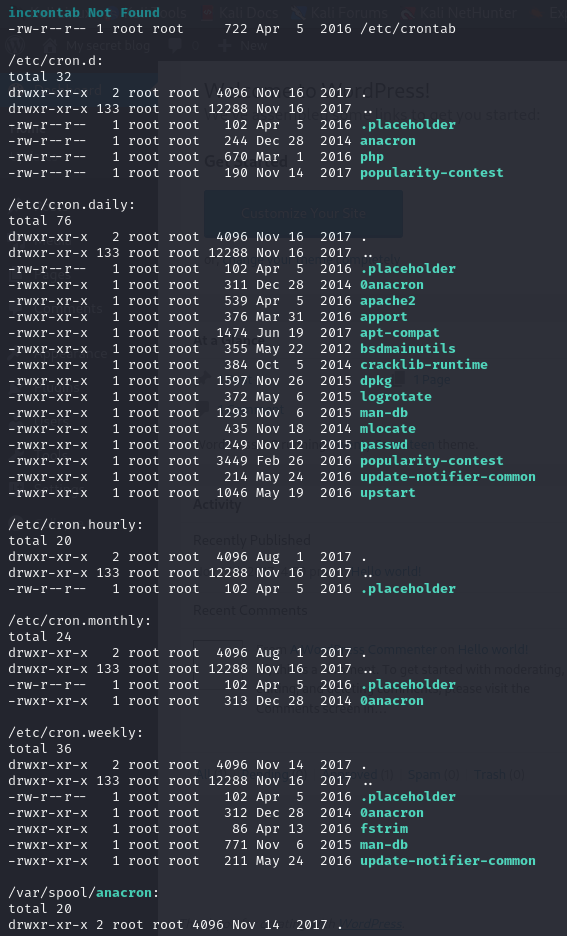 incrontab Not Found
-rw-r--r-- 1 root root     722 Apr  5  2016 /etc/crontab

/etc/cron.d:
total 32
drwxr-xr-x   2 root root  4096 Nov 16  2017 .
drwxr-xr-x 133 root root 12288 Nov 16  2017 ..
-rw-r--r--   1 root root   102 Apr  5  2016 .placeholder
-rw-r--r--   1 root root   244 Dec 28  2014 anacron
-rw-r--r--   1 root root   670 Mar  1  2016 php
-rw-r--r--   1 root root   190 Nov 14  2017 popularity-contest

/etc/cron.daily:
total 76
drwxr-xr-x   2 root root  4096 Nov 16  2017 .
drwxr-xr-x 133 root root 12288 Nov 16  2017 ..
-rw-r--r--   1 root root   102 Apr  5  2016 .placeholder
-rwxr-xr-x   1 root root   311 Dec 28  2014 0anacron
-rwxr-xr-x   1 root root   539 Apr  5  2016 apache2
-rwxr-xr-x   1 root root   376 Mar 31  2016 apport
-rwxr-xr-x   1 root root  1474 Jun 19  2017 apt-compat
-rwxr-xr-x   1 root root   355 May 22  2012 bsdmainutils
-rwxr-xr-x   1 root root   384 Oct  5  2014 cracklib-runtime
-rwxr-xr-x   1 root root  1597 Nov 26  2015 dpkg
-rwxr-xr-x   1 root root   372 May  6  2015 logrotate
-rwxr-xr-x   1 root root  1293 Nov  6  2015 man-db
-rwxr-xr-x   1 root root   435 Nov 18  2014 mlocate
-rwxr-xr-x   1 root root   249 Nov 12  2015 passwd
-rwxr-xr-x   1 root root  3449 Feb 26  2016 popularity-contest
-rwxr-xr-x   1 root root   214 May 24  2016 update-notifier-common
-rwxr-xr-x   1 root root  1046 May 19  2016 upstart

/etc/cron.hourly:
total 20
drwxr-xr-x   2 root root  4096 Aug  1  2017 .
drwxr-xr-x 133 root root 12288 Nov 16  2017 ..
-rw-r--r--   1 root root   102 Apr  5  2016 .placeholder

/etc/cron.monthly:
total 24
drwxr-xr-x   2 root root  4096 Aug  1  2017 .
drwxr-xr-x 133 root root 12288 Nov 16  2017 ..
-rw-r--r--   1 root root   102 Apr  5  2016 .placeholder
-rwxr-xr-x   1 root root   313 Dec 28  2014 0anacron

/etc/cron.weekly:
total 36
drwxr-xr-x   2 root root  4096 Nov 14  2017 .
drwxr-xr-x 133 root root 12288 Nov 16  2017 ..
-rw-r--r--   1 root root   102 Apr  5  2016 .placeholder
-rwxr-xr-x   1 root root   312 Dec 28  2014 0anacron
-rwxr-xr-x   1 root root    86 Apr 13  2016 fstrim
-rwxr-xr-x   1 root root   771 Nov  6  2015 man-db
-rwxr-xr-x   1 root root   211 May 24  2016 update-notifier-common

/var/spool/anacron:
total 20
drwxr-xr-x 2 root root 4096 Nov 14  2017 .